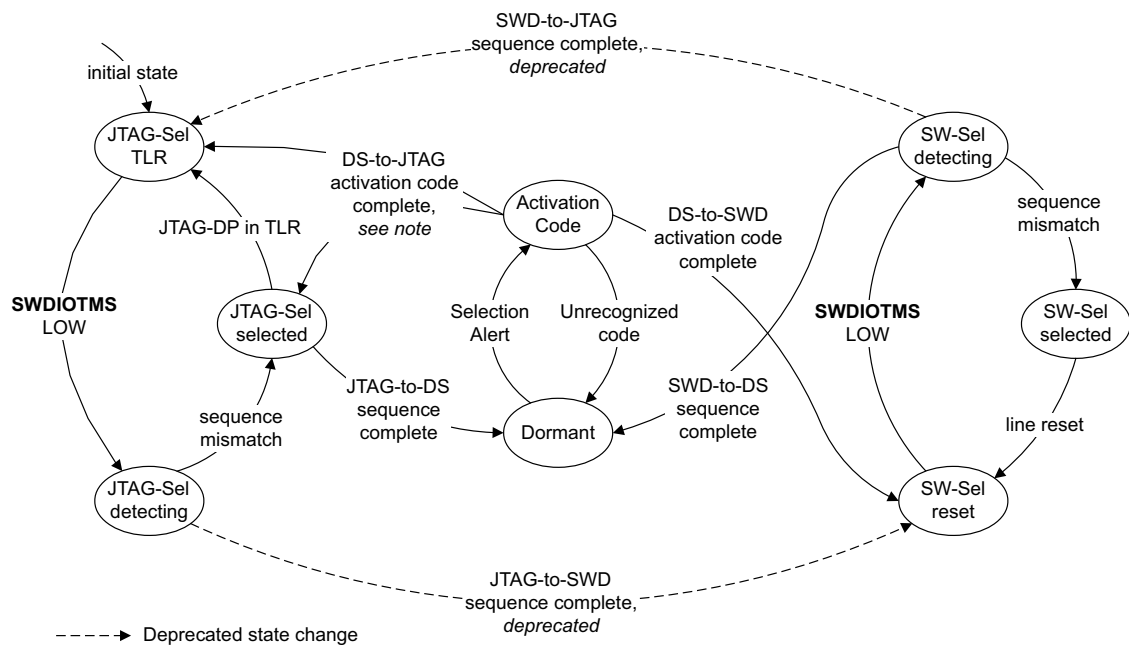 SWD-to-JTAG
sequence complete,
deprecated
initial state
JTAG-Sel
TLR
SW-Sel
detecting
DS-to-JTAG
activation code
complete,
see note
Activation
Code
DS-to-SWD
activation code
complete
sequence
mismatch
JTAG-DP in TLR
SWDIOTMS
LOW
JTAG-Sel
selected
Selection
Alert
Unrecognized
code
SWDIOTMS
LOW
SW-Sel
selected
JTAG-to-DS
sequence
complete
SWD-to-DS
sequence
complete
sequence
mismatch
Dormant
line reset
JTAG-Sel
detecting
SW-Sel
reset
JTAG-to-SWD
sequence complete,
deprecated
Deprecated state change